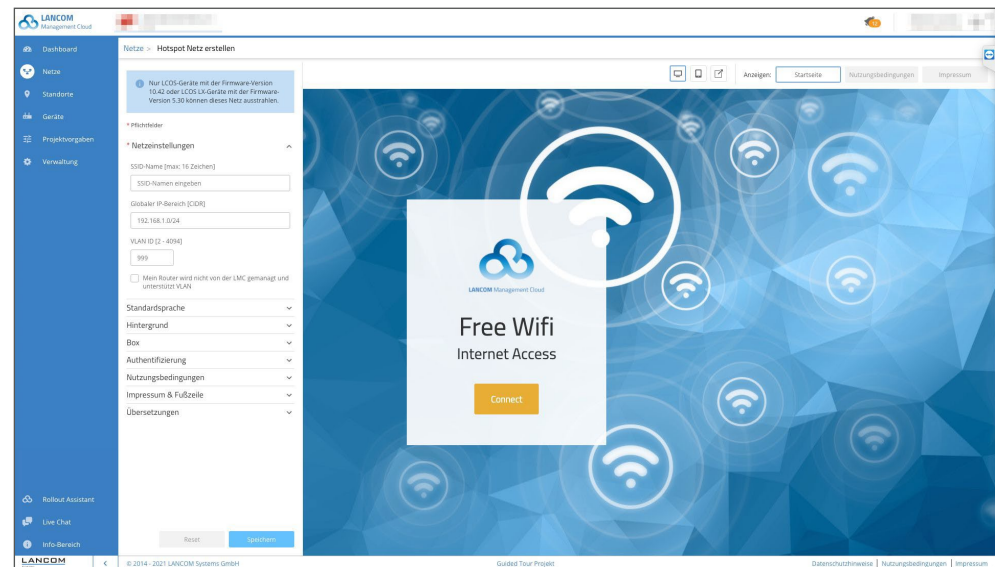 LANCOM
Management Cloud
Dashboard
Netze
Standorte
Geräte
Projektvorgaben
Verwaltung
Rollout Assistant
Live Chat
Info-Bereich
LANCOM
Netze > Hotspot Netz erstellen
Nur LCOS-Geräte mit der Firmware-Version
10.42 oder LCOS LX-Geräte mit der Firmware-
Version 5.30 können dieses Netz ausstrahlen.
* Pflichtfelder
* Netzeinstellungen
SSID-Name [max: 16 Zeichen]
SSID-Namen eingeben
Globaler IP-Bereich [CIDR]
192.168.1.0/24
VLAN ID [2 - 4094]
999
Mein Router wird nicht von der LMC gemanagt und
unterstützt VLAN
Standardsprache
Hintergrund
Box
Authentifizierung
Nutzungsbedingungen
Impressum & Fußzeile
Übersetzungen
Reset
Speichern
Anzeigen:
Startseite
Nutzungsbedingungen
Impressum
LANCOM Management Cloud
Free Wifi
Internet Access
Connect
© 2014 - 2021 LANCOM Systems GmbH
Guided Tour Projekt
Datenschutzhinweise | Nutzungsbedingungen | Impressum